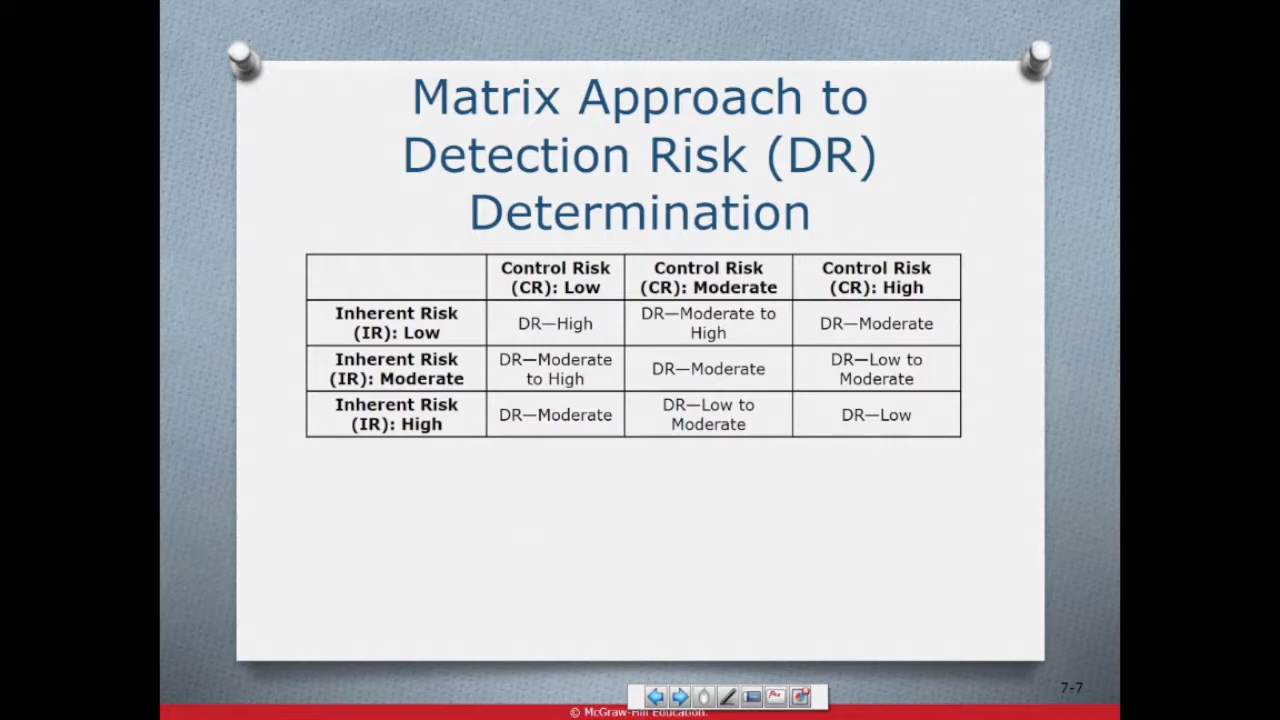 Matrix Approach to
Detection Risk (DR)
Determination
Control Risk (CR): Low
Control Risk (CR): Moderate
Control Risk (CR): High
Inherent Risk (IR): Low
DR—High
DR—Moderate to High
DR—Moderate
Inherent Risk (IR): Moderate
DR—Moderate to High
DR—Moderate
DR—Low to Moderate
Inherent Risk (IR): High
DR—Moderate
DR—Low to Moderate
DR—Low
7-7
© McGraw-Hill Education.